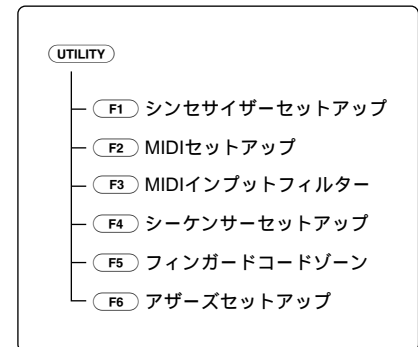 UTILITY
F1 シンセサイザーセットアップ
F2 MIDIセットアップ
F3 MIDIインプットフィルター
F4 シーケンサーセットアップ
F5 フィンガードコードゾーン
F6 アザーズセットアップ